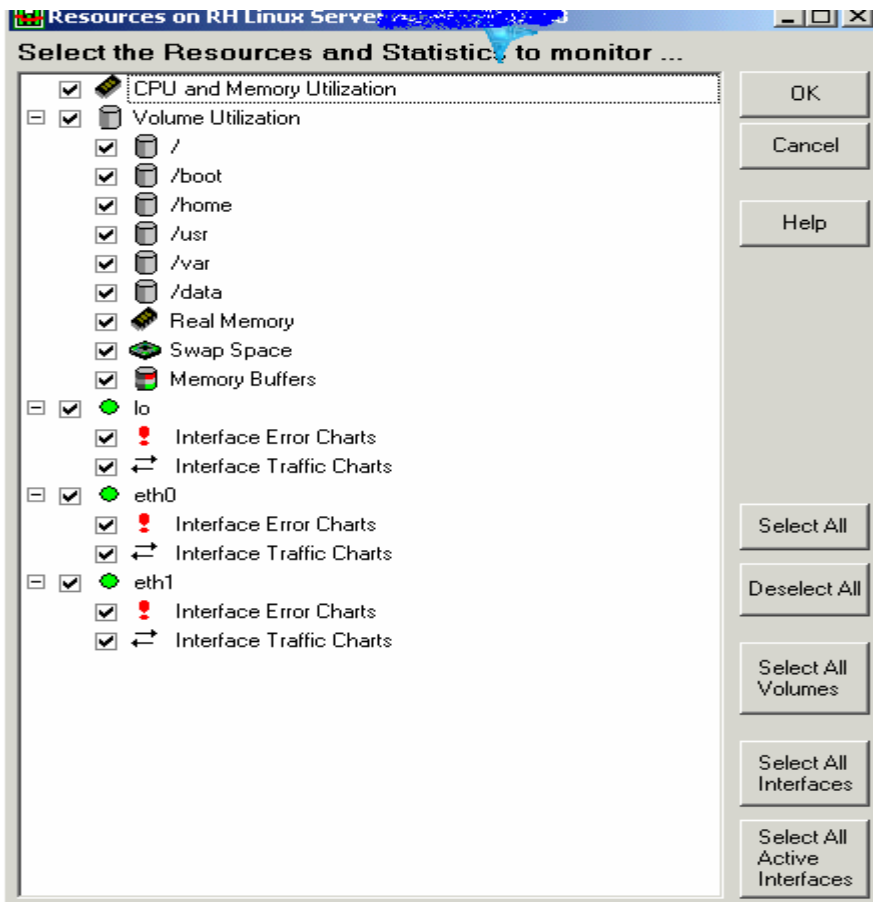 Resources on RH Linux Server
Select the Resources and Statistics to monitor ...
CPU and Memory Utilization
Volume Utilization
/
/boot
/home
/usr
/var
/data
Real Memory
Swap Space
Memory Buffers
lo
Interface Error Charts
Interface Traffic Charts
eth0
Interface Error Charts
Interface Traffic Charts
eth1
Interface Error Charts
Interface Traffic Charts
OK
Cancel
Help
Select All
Deselect All
Select All
Volumes
Select All
Interfaces
Select All
Active
Interfaces